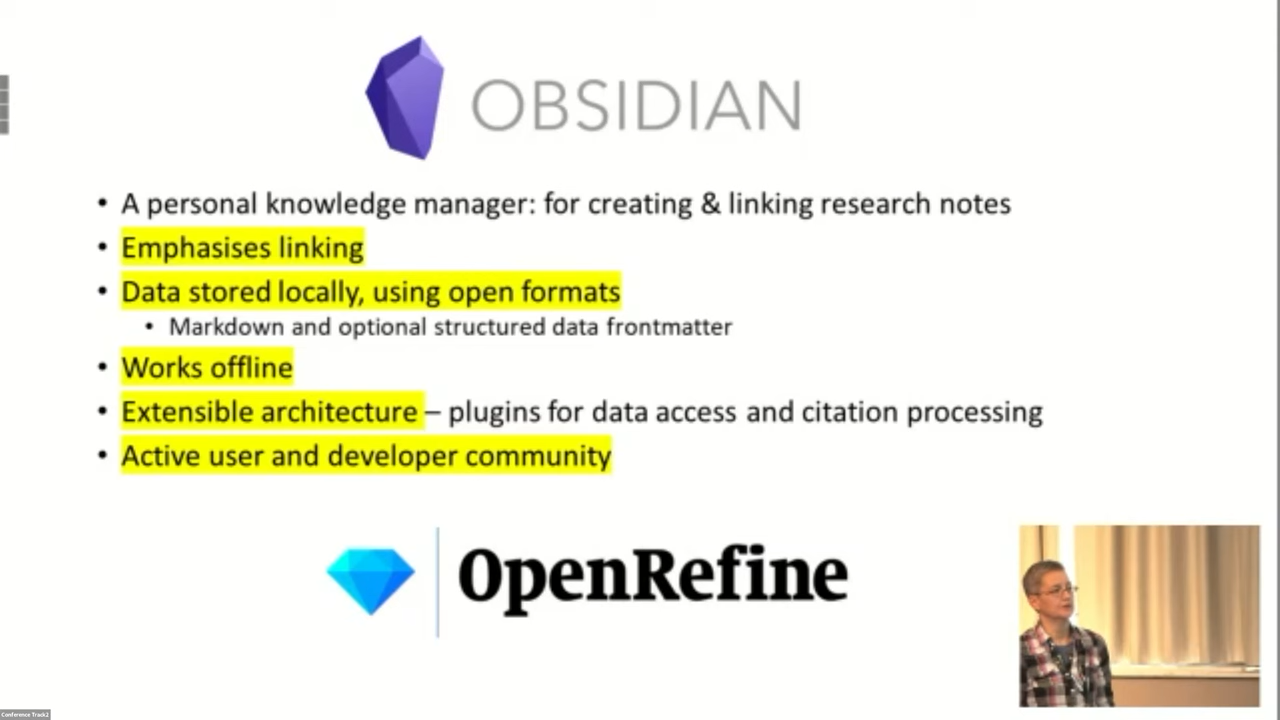 OBSIDIAN
• A personal knowledge manager: for creating & linking research notes
• Emphasises linking
• Data stored locally, using open formats
• Markdown and optional structured data frontmatter
• Works offline
• Extensible architecture – plugins for data access and citation processing
• Active user and developer community
OpenRefine
Conference Track2